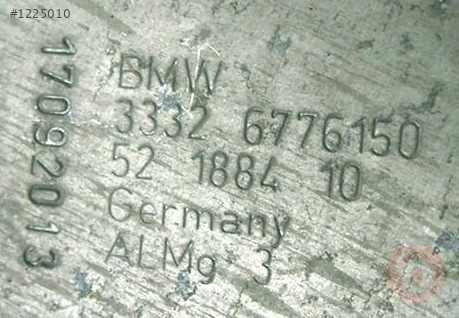 #1225010
BMW
3332 6776150
52 1884 10
Germany
ALMg 3
17092013